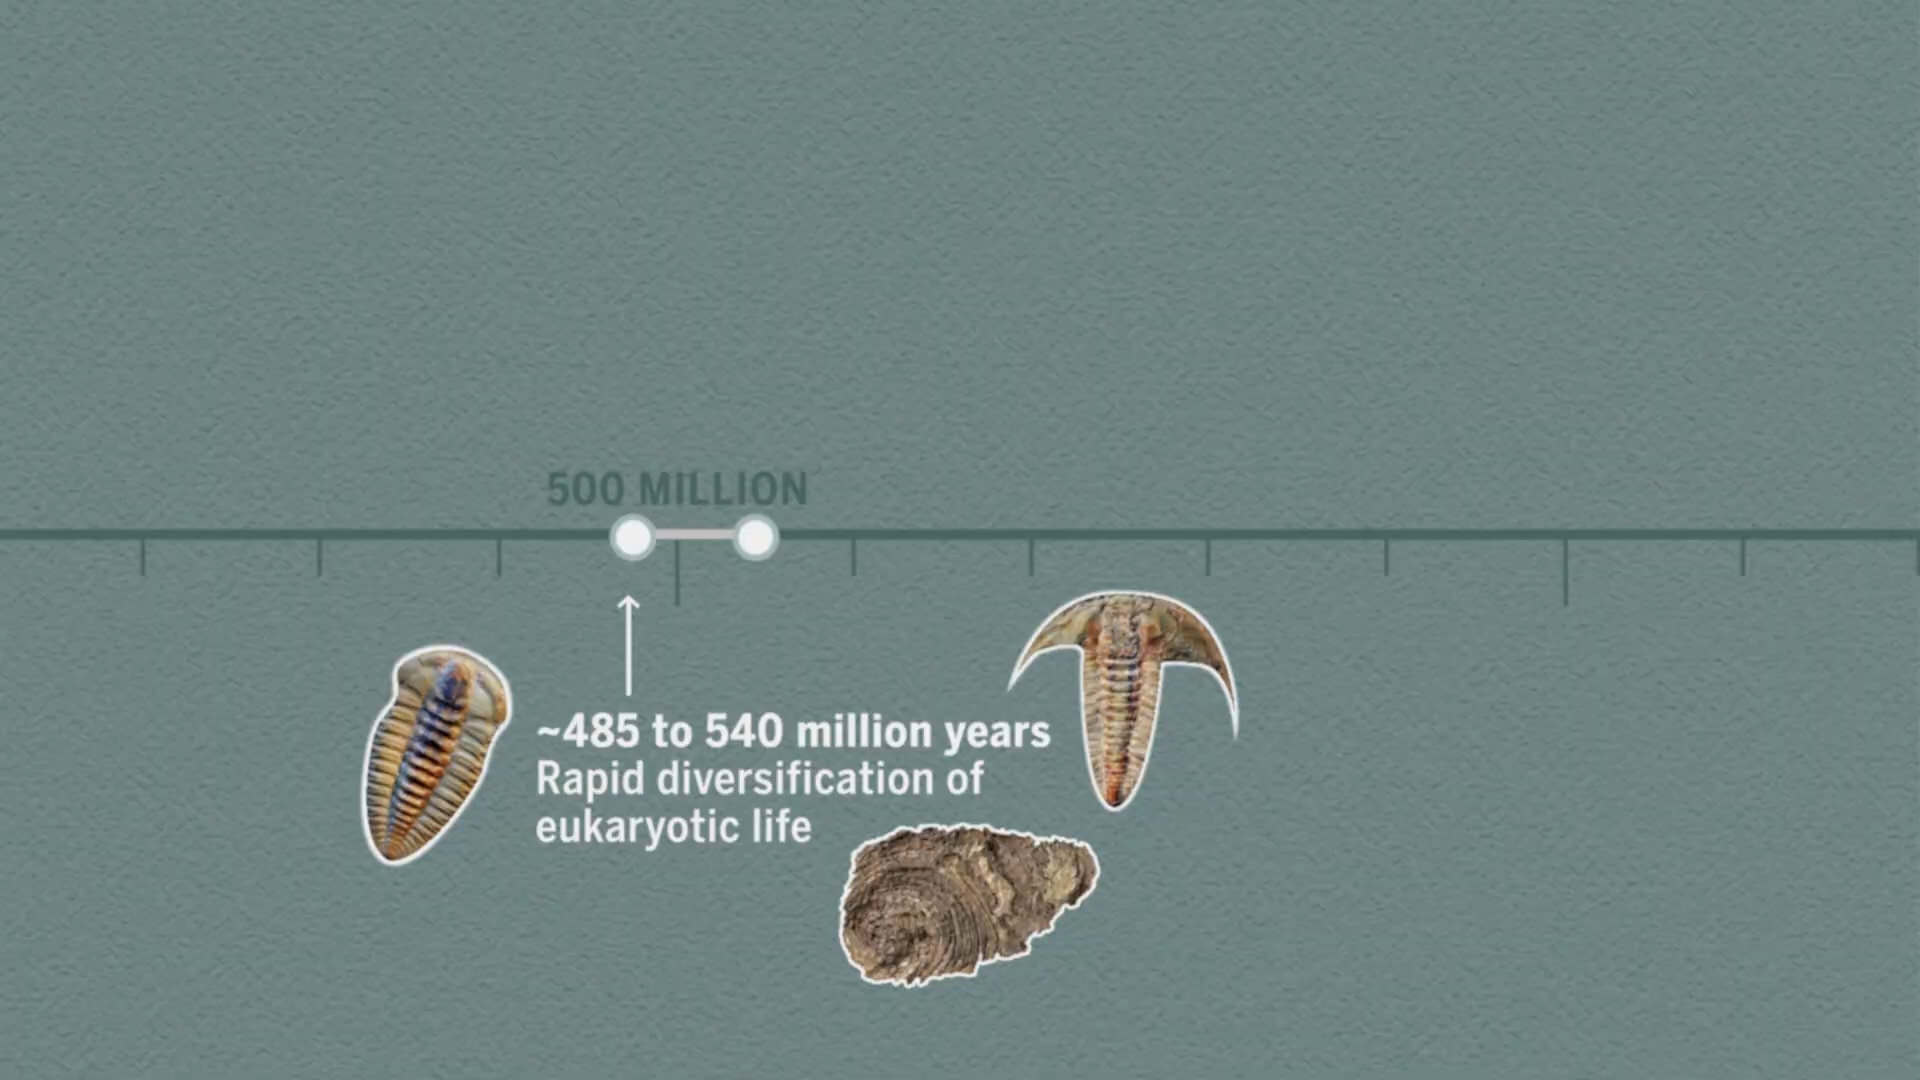 500 MILLION
~485 to 540 million years
Rapid diversification of
eukaryotic life